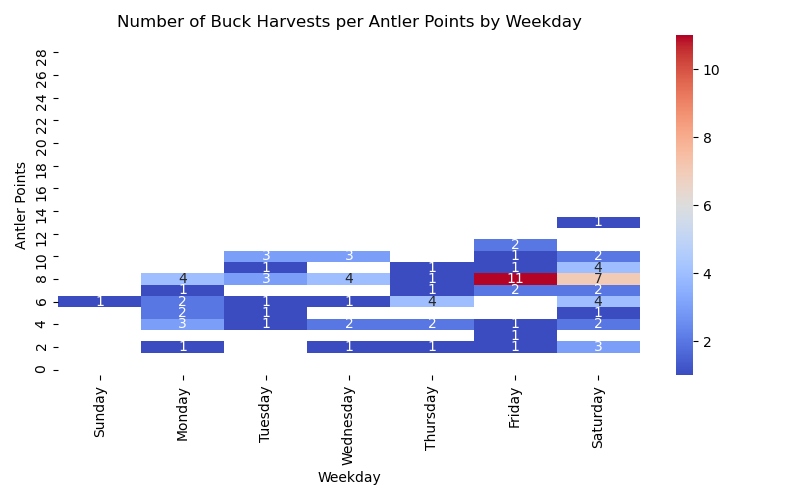 Number of Buck Harvests per Antler Points by Weekday
28
26
24
22
20
18
16
14
12
10
8
6
4
2
0
Antler Points
1
2
3 3 1 2
1 1 1 4
4 3 4 1 11 7
1 1 2 2
1 2 1 1 4 4
2 1 1
3 1 2 2 1 2
1
1 1 1 1 3
Sunday Monday Tuesday Wednesday Thursday Friday Saturday
Weekday
10
8
6
4
2